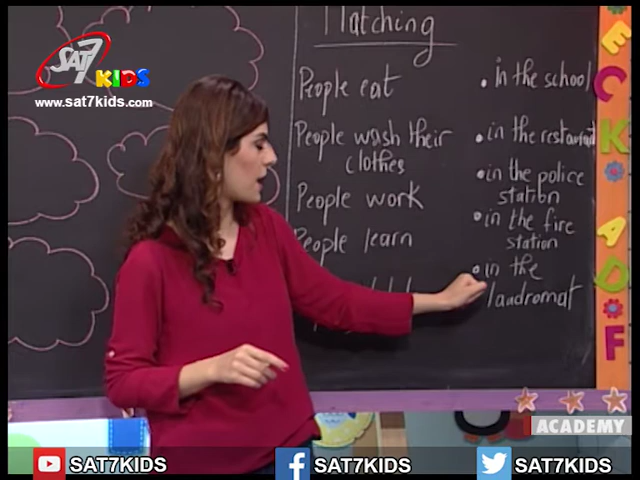 Matching
People eat
People wash their
clothes
People work
People learn
. in the school
. in the restaurant
. in the police
station
. in the fire
station
. in the
laudromat
SAT7
KIDS
www.sat7kids.com
E
C
K
A
D
F
ACADEMY
SAT7KIDS
SAT7KIDS
SAT7KIDS